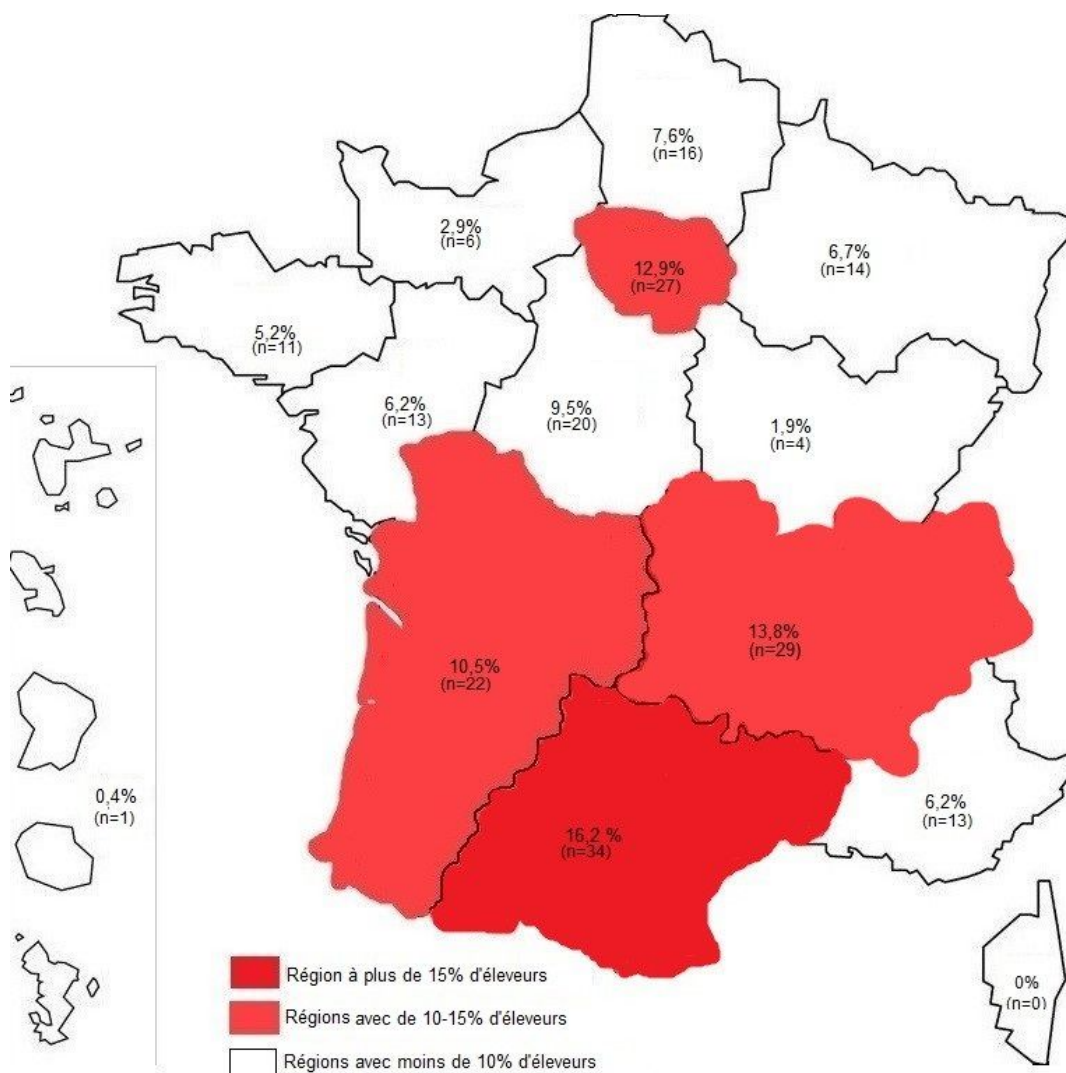 7,6%
(n=16)
2,9%
(n=6)
6,7%
(n=14)
12,9%
(n=27)
5,2%
(n=11)
6,2%
(n=13)
9,5%
(n=20)
1,9%
(n=4)
13,8%
(n=29)
10,5%
(n=22)
0,4%
(n=1)
6,2%
(n=13)
16,2 %
(n=34)
0%
(n=0)
Région à plus de 15% d'éleveurs
Régions avec de 10-15% d'éleveurs
Régions avec moins de 10% d'éleveurs